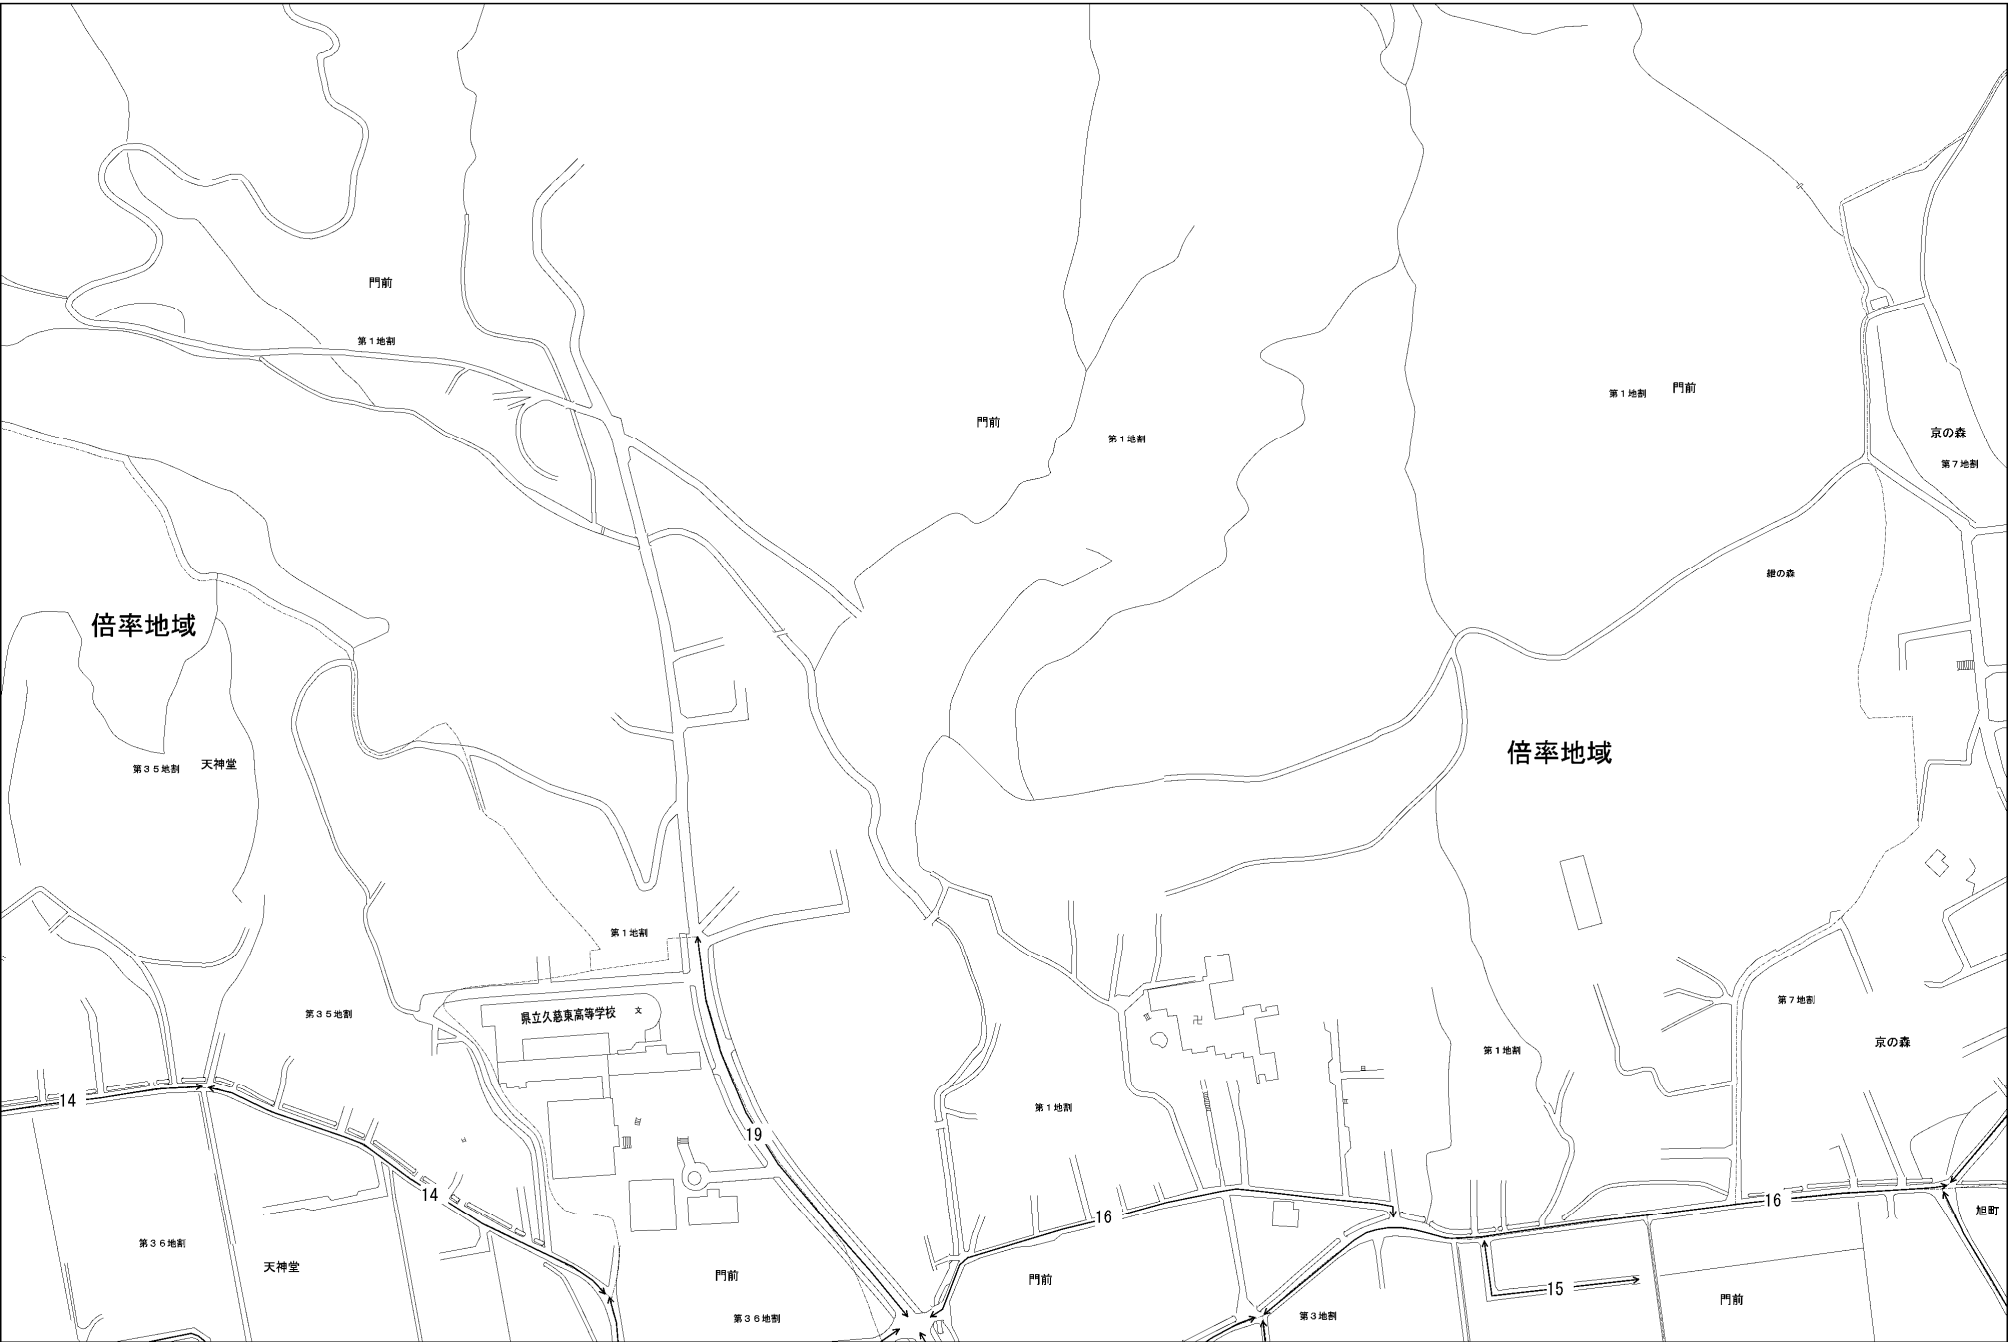 門前
第１地割
第１地割
門前
門前
第１地割
京の森
第７地割
紲の森
倍率地域
倍率地域
第３５地割
天神堂
第１地割
県立久慈東高等学校
文
第３５地割
卍
第７地割
京の森
第１地割
第１地割
14
19
14
16
16
旭町
第３６地割
天神堂
門前
門前
15
門前
第３６地割
第３地割